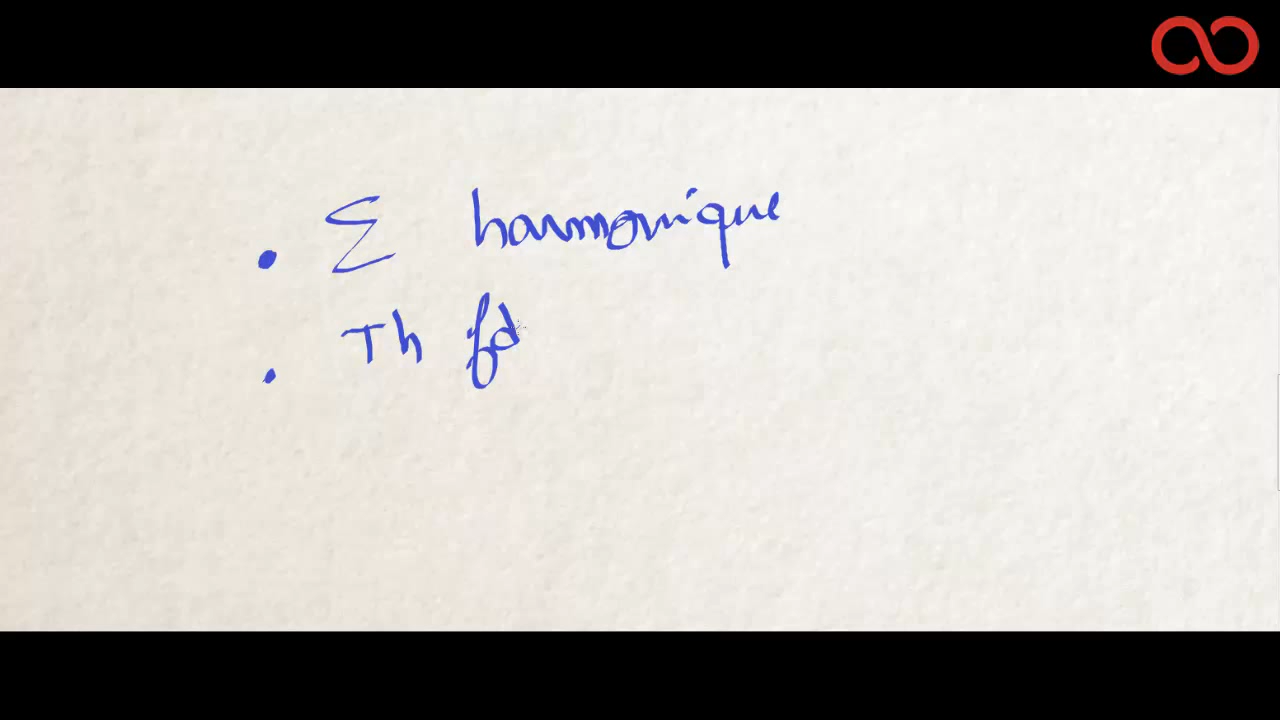 • Σ harmonique
• Th fd